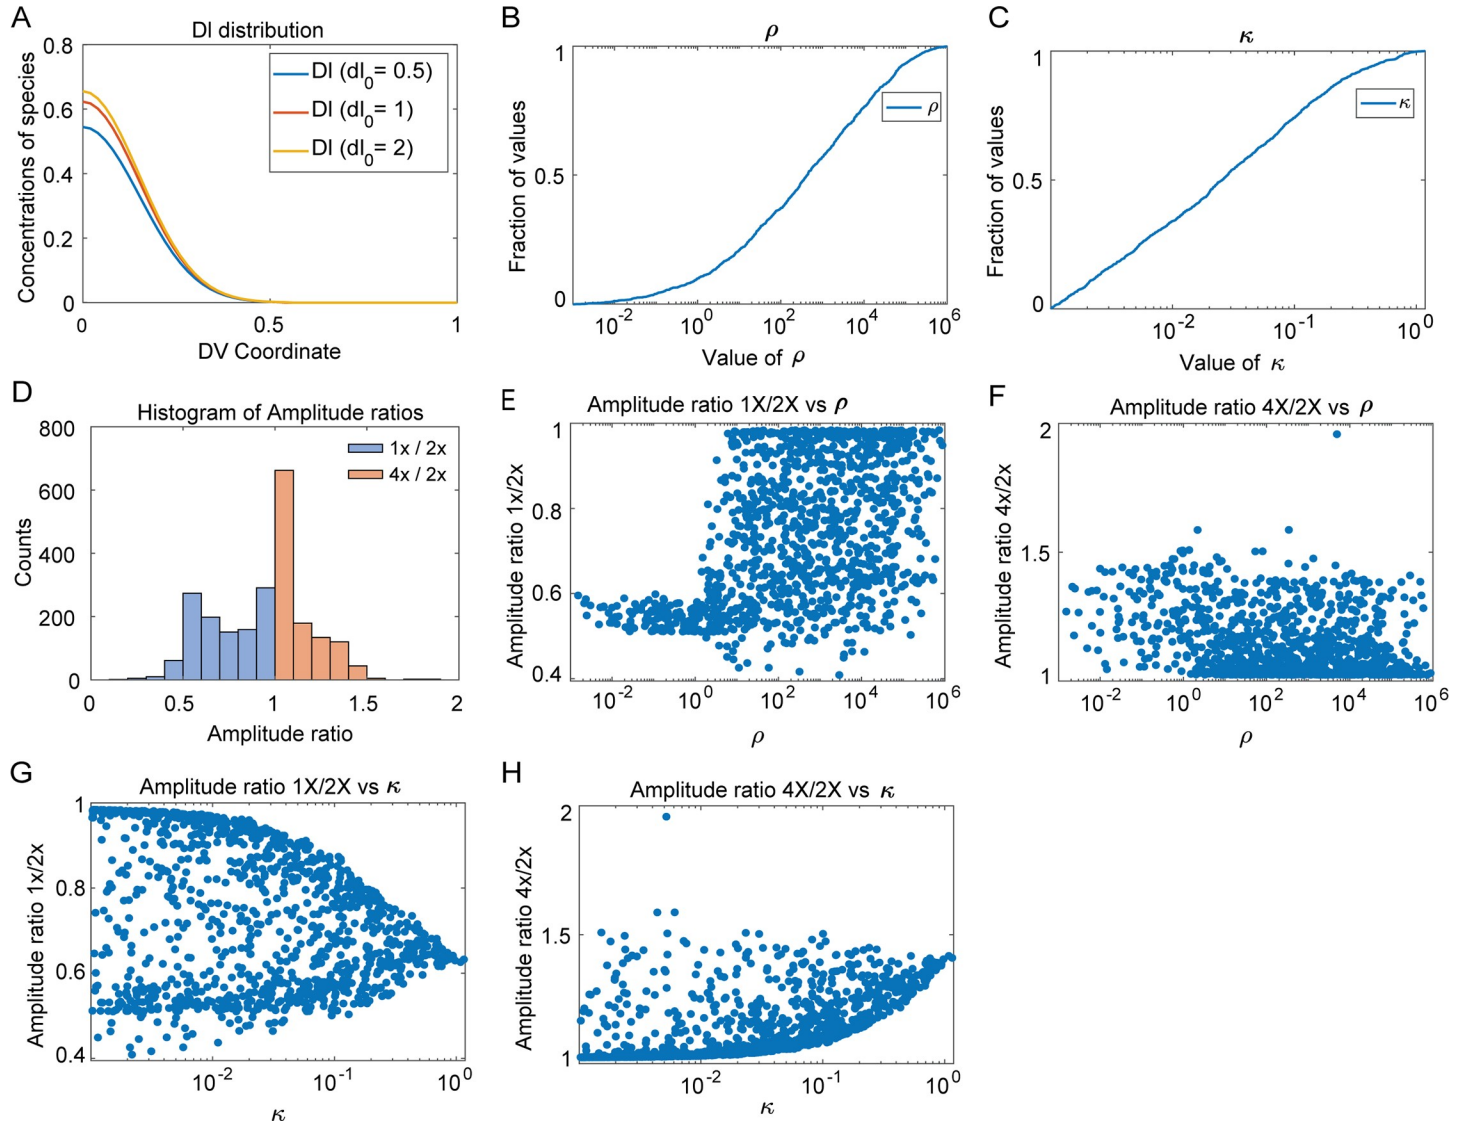 A
Dl distribution
Concentrations of species
0.8
0.6
0.4
0.2
0
0
0.5
1
DV Coordinate
Dl (dl0= 0.5)
Dl (dl0= 1)
Dl (dl0= 2)
B
ρ
Fraction of values
1
0.5
0
10-2
100
102
104
106
Value of ρ
ρ
C
κ
Fraction of values
1
0.5
0
10-2
10-1
100
Value of κ
κ
D
Histogram of Amplitude ratios
Counts
800
600
400
200
0
0
0.5
1
1.5
2
Amplitude ratio
1x / 2x
4x / 2x
E
Amplitude ratio 1X/2X vs ρ
Amplitude ratio 1x/2x
1
0.8
0.6
0.4
10-2
100
102
104
106
ρ
F
Amplitude ratio 4X/2X vs ρ
Amplitude ratio 4x/2x
2
1.5
1
10-2
100
102
104
106
ρ
G
Amplitude ratio 1X/2X vs κ
Amplitude ratio 1x/2x
1
0.8
0.6
0.4
10-2
10-1
100
κ
H
Amplitude ratio 4X/2X vs κ
Amplitude ratio 4x/2x
2
1.5
1
10-2
10-1
100
κ